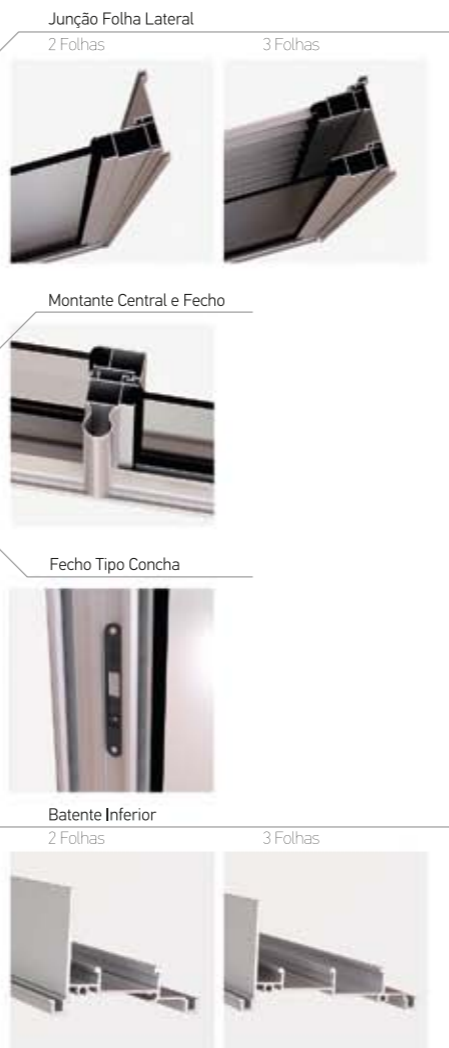 Junção Folha Lateral
2 Folhas
3 Folhas
Montante Central e Fecho
Fecho Tipo Concha
Batente Inferior
2 Folhas
3 Folhas